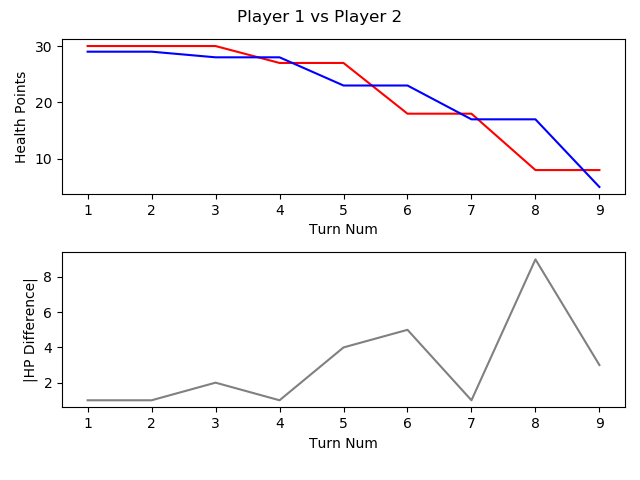 Player 1 vs Player 2
Health Points
30
20
10
1 2 3 4 5 6 7 8 9
Turn Num
|HP Difference|
8
6
4
2
1 2 3 4 5 6 7 8 9
Turn Num